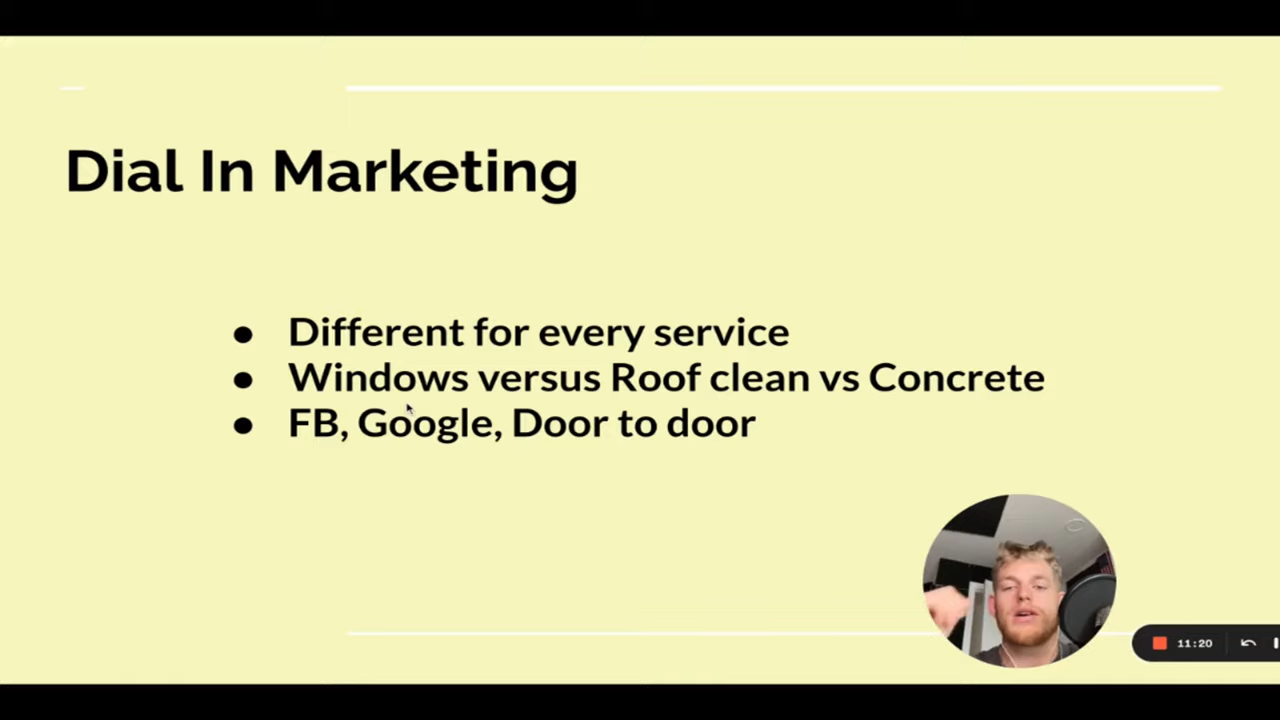 Dial In Marketing
● Different for every service
● Windows versus Roof clean vs Concrete
● FB, Google, Door to door
11:20